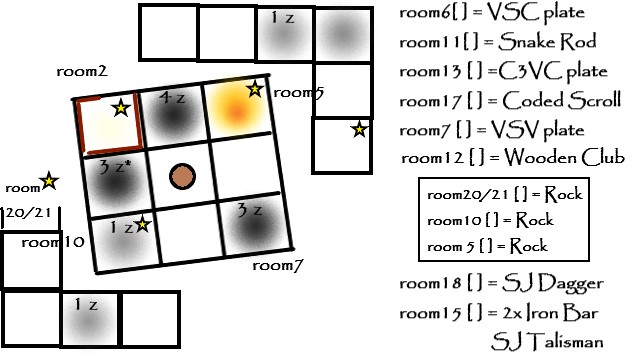 1 z
room2
4 z
room5
3 z*
room
1 z
3 z
20/21
room10
room7
1 z
room6[] = VSC plate
room11[] = Snake Rod
room13 [] =C3VC plate
room17 [] = Coded Scroll
room7 [] = VSV plate
room12 [] = Wooden Club
room20/21 [] = Rock
room10 [] = Rock
room 5 [] = Rock
room18 [] = SJ Dagger
room15 [] = 2x Iron Bar
SJ Talisman